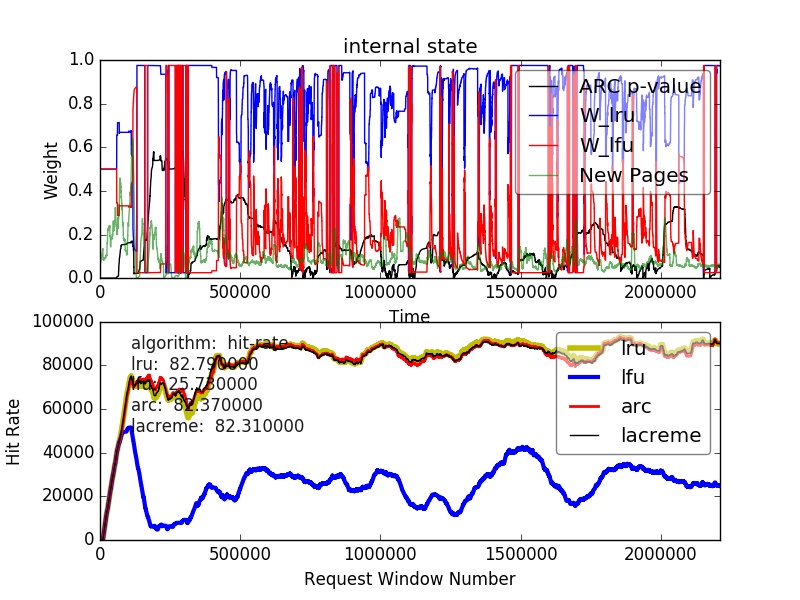 internal state
1.0
0.8
0.6
0.4
0.2
0.0
Weight
ARC p-value
W_lru
W_lfu
New Pages
0 500000 1000000 1500000 2000000
Time
100000
80000
60000
40000
20000
0
Hit Rate
algorithm: hit-rate
lru: 82.790000
25.730000
arc:
lacreme: 82.310000
lru
lfu
arc
lacreme
0 500000 1000000 1500000 2000000
Request Window Number